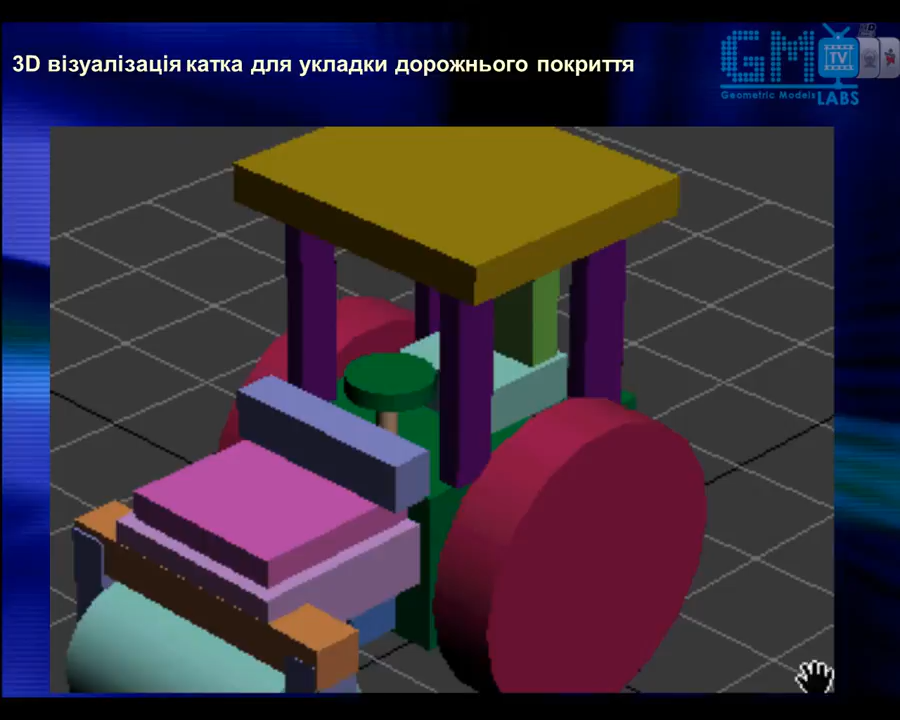 3D візуалізація катка для укладки дорожнього покриття
GM
TV
Geometric Models
LABS